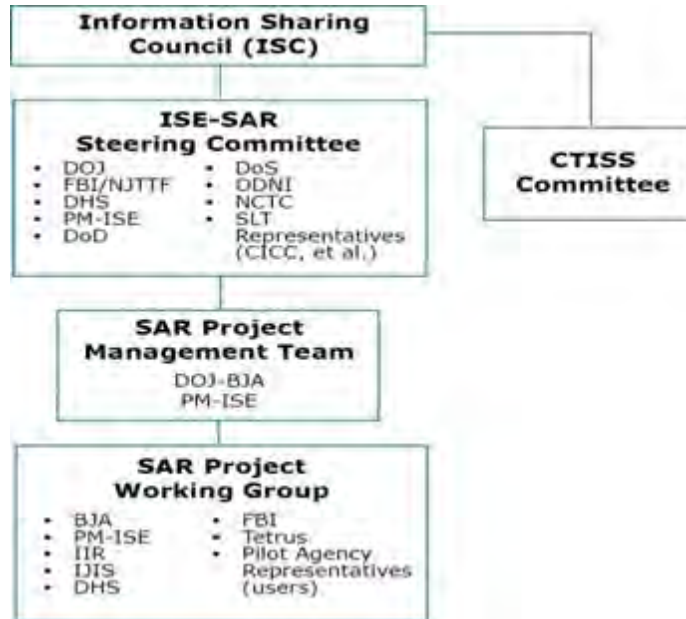 Information Sharing
Council (ISC)
ISE-SAR
Steering Committee
• DOJ
• FBI/NJTTF
• DHS
• PM-ISE
• DoD
• DoS
• ODNI
• NCTC
• SLT
Representatives
(CICC, et al.)
CTISS
Committee
SAR Project
Management Team
DOJ-BJA
PM-ISE
SAR Project
Working Group
• BJA
• PM-ISE
• IIR
• IJIS
• DHS
• FBI
• Tetrus
• Pilot Agency
Representatives
(users)